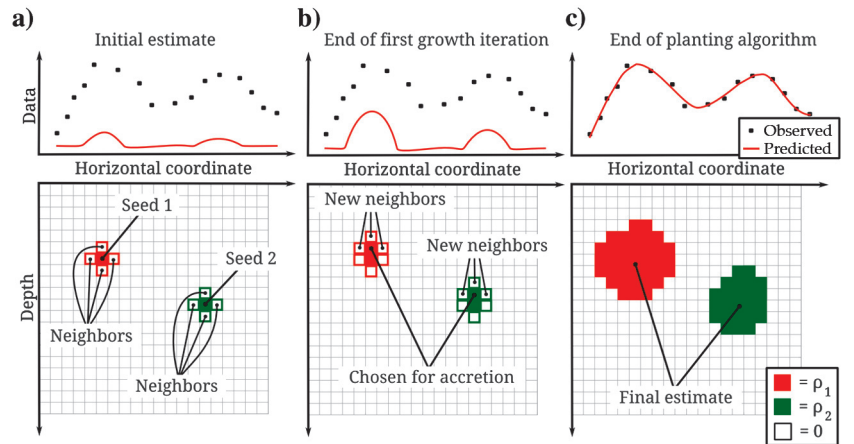 a)
Initial estimate
Data
Horizontal coordinate
Depth
Seed 1
Seed 2
Neighbors
Neighbors
b)
End of first growth iteration
Horizontal coordinate
New neighbors
New neighbors
Chosen for accretion
c)
End of planting algorithm
Observed
Predicted
Horizontal coordinate
Final estimate
= ρ1
= ρ2
= 0